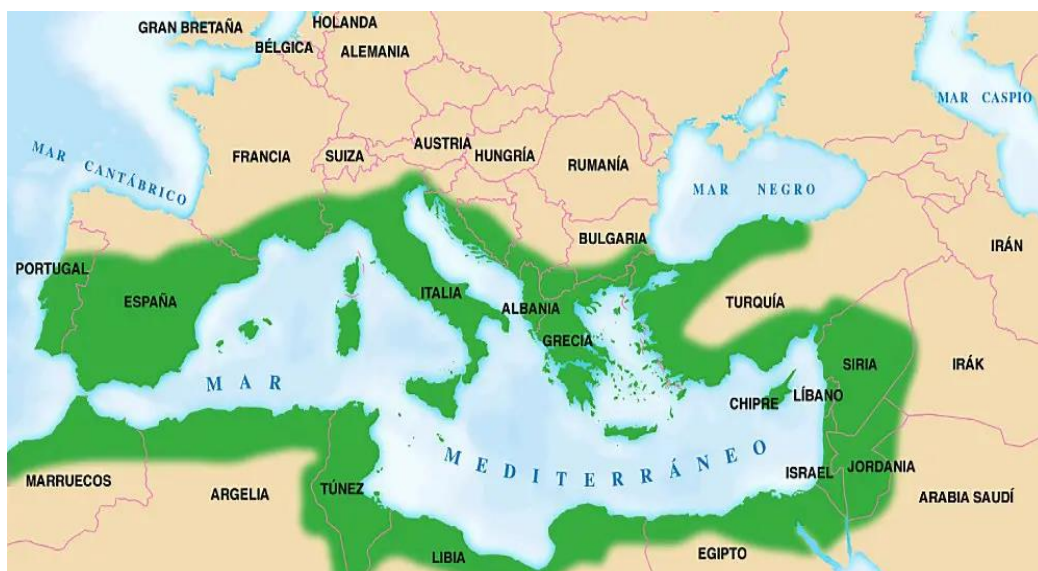 GRAN BRETAÑA
HOLANDA
BÉLGICA
ALEMANIA
MAR CASPIO
MAR CANTÁBRICO
FRANCIA
SUIZA
AUSTRIA
HUNGRÍA
RUMANÍA
MAR NEGRO
BULGARIA
IRÁN
PORTUGAL
ESPAÑA
ITALIA
ALBANIA
TURQUÍA
GRECIA
SIRIA
IRÁK
MAR
CHIPRE
LÍBANO
MEDITERRÁNEO
ISRAEL
JORDANIA
MARRUECOS
ARGELIA
TÚNEZ
ARABIA SAUDÍ
LIBIA
EGIPTO